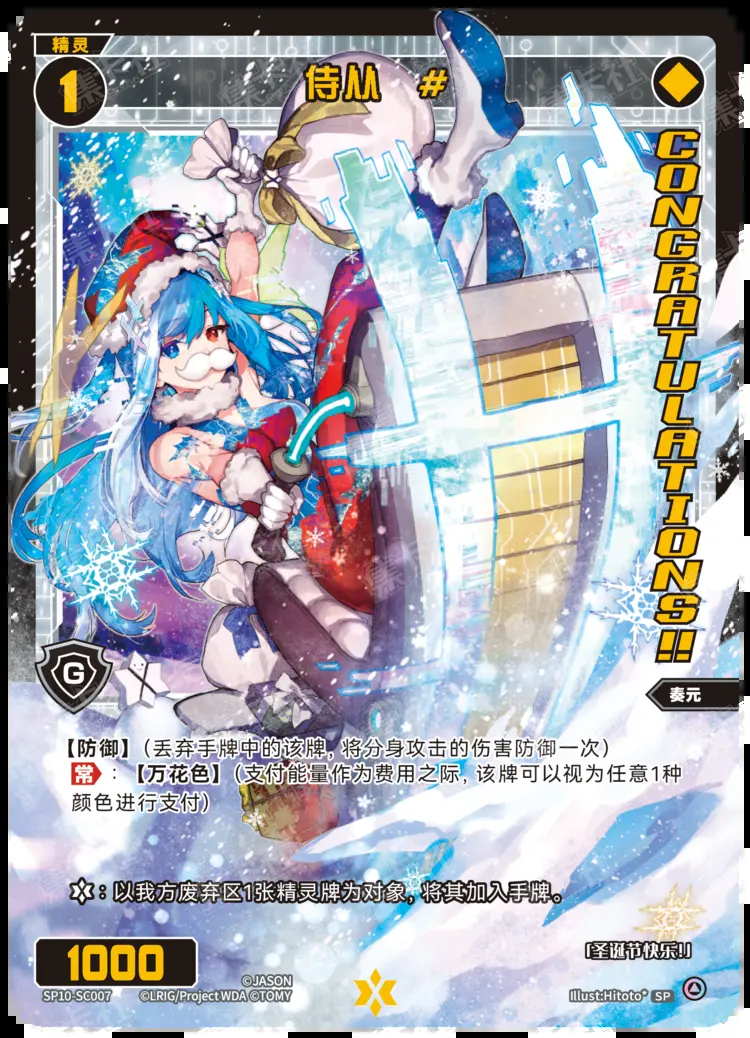 精灵
1
侍从 #
CONGRATULATIONS!!
G
奏元
【防御】（丢弃手牌中的该牌，将分身攻击的伤害防御一次）
常：【万花色】（支付能量作为费用之际，该牌可以视为任意1种
颜色进行支付）
：以我方废弃区1张精灵牌为对象，将其加入手牌。
「圣诞节快乐！」
1000
©JASON
SP10-SC007 ©LRIG/Project WDA ©TOMY
Illust:Hitoto* SP